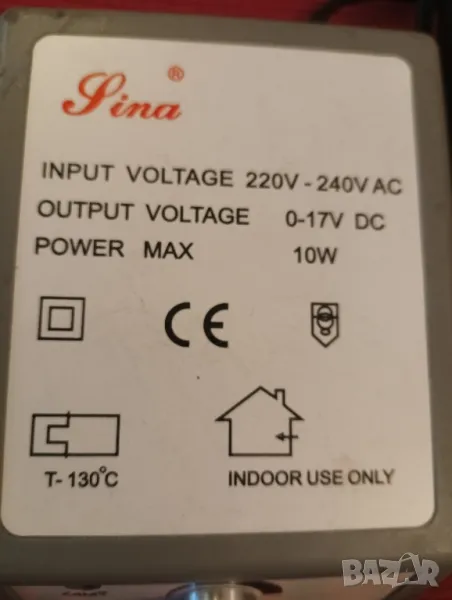 Sina ®
INPUT VOLTAGE 220V - 240V AC
OUTPUT VOLTAGE 0-17V DC
POWER MAX 10W
CE
T- 130°C
INDOOR USE ONLY
BAZAR